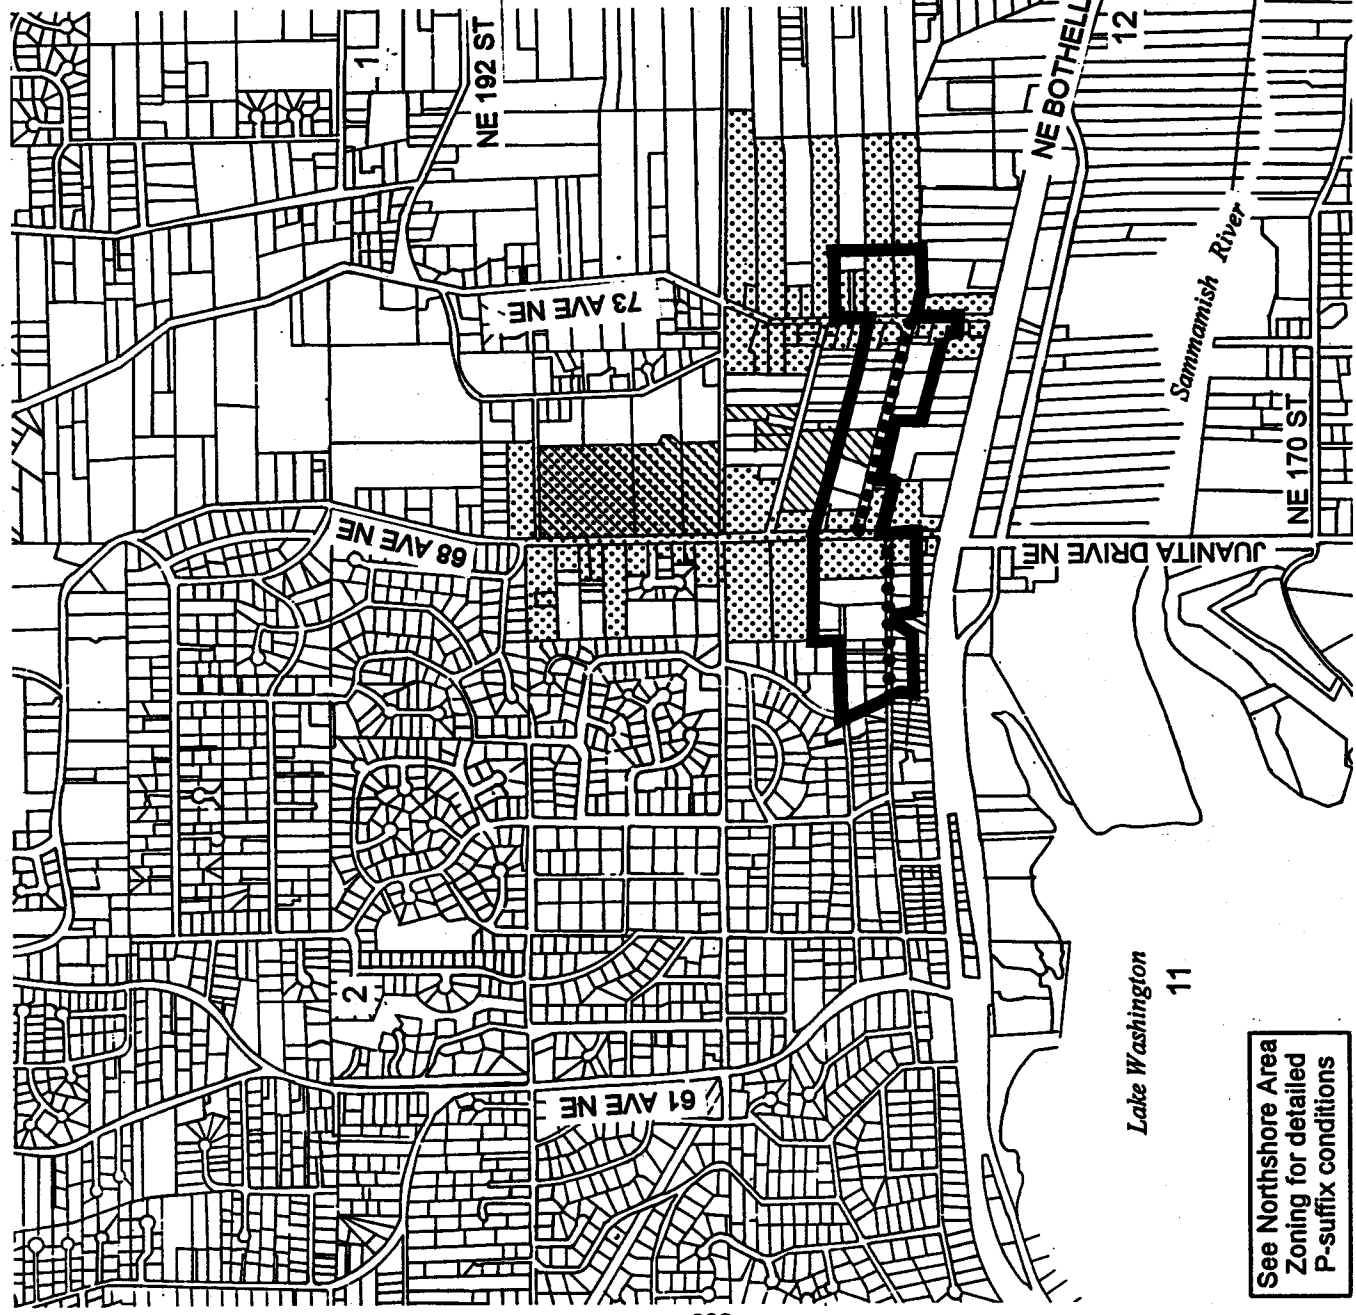 1
NE 192 ST
NE BOTHELL
12
73 AVE NE
Sammamish River
68 AVE NE
NE 170 ST
JUANITA DRIVE NE
2
61 AVE NE
Lake Washington
11
See Northshore Area
Zoning for detailed
P-suffix conditions